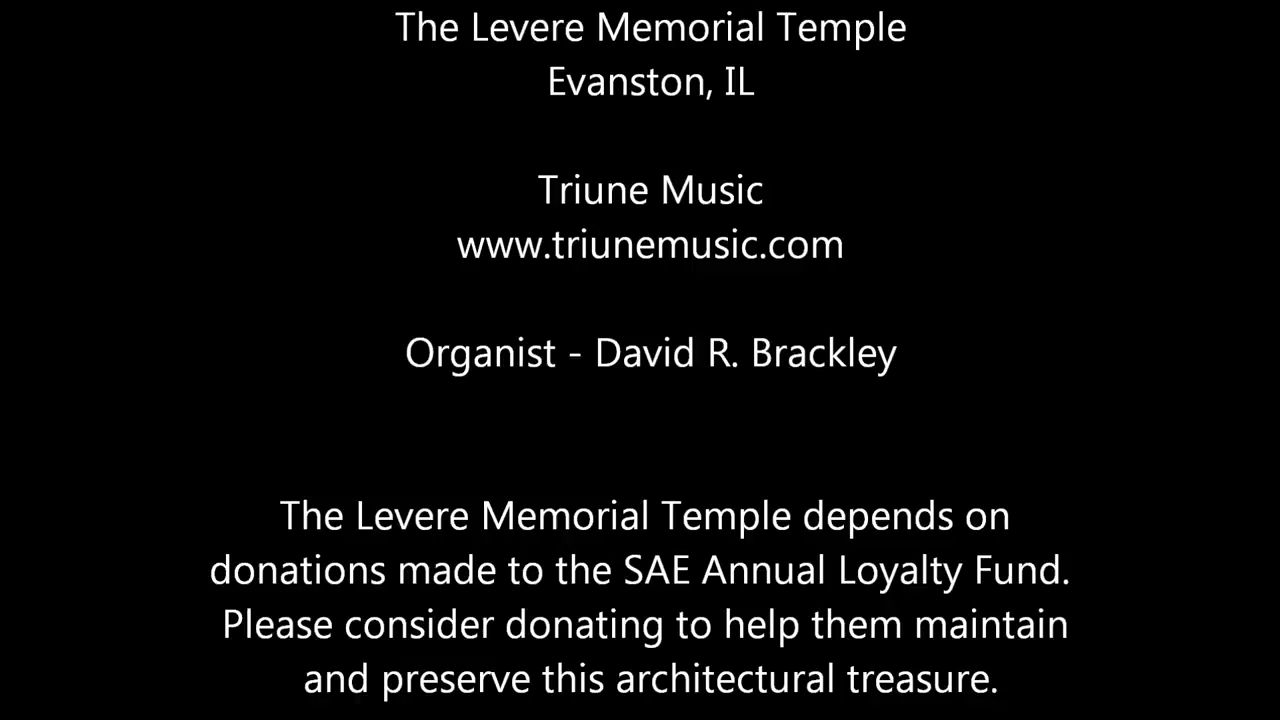 The Levere Memorial Temple
Evanston, IL
Triune Music
www.triunemusic.com
Organist - David R. Brackley
The Levere Memorial Temple depends on
donations made to the SAE Annual Loyalty Fund.
Please consider donating to help them maintain
and preserve this architectural treasure.